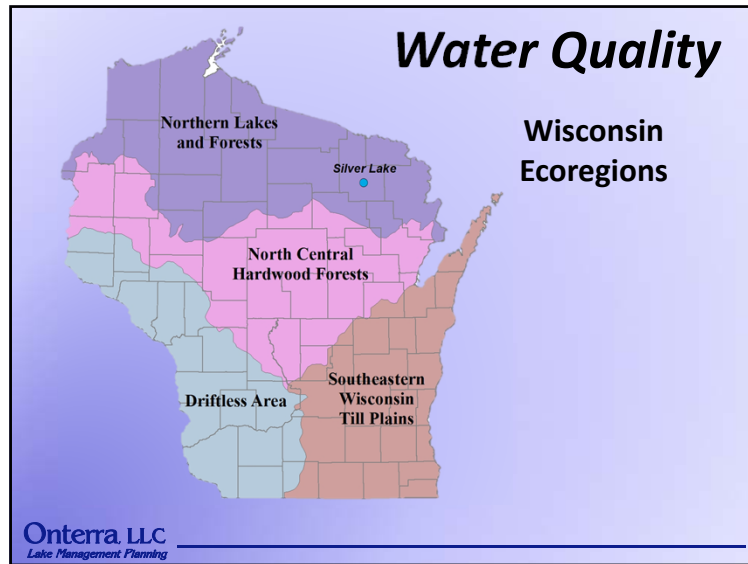 Water Quality
Wisconsin
Ecoregions
Northern Lakes
and Forests
Silver Lake
North Central
Hardwood Forests
Driftless Area
Southeastern
Wisconsin
Till Plains
Onterra, LLC
Lake Management Planning